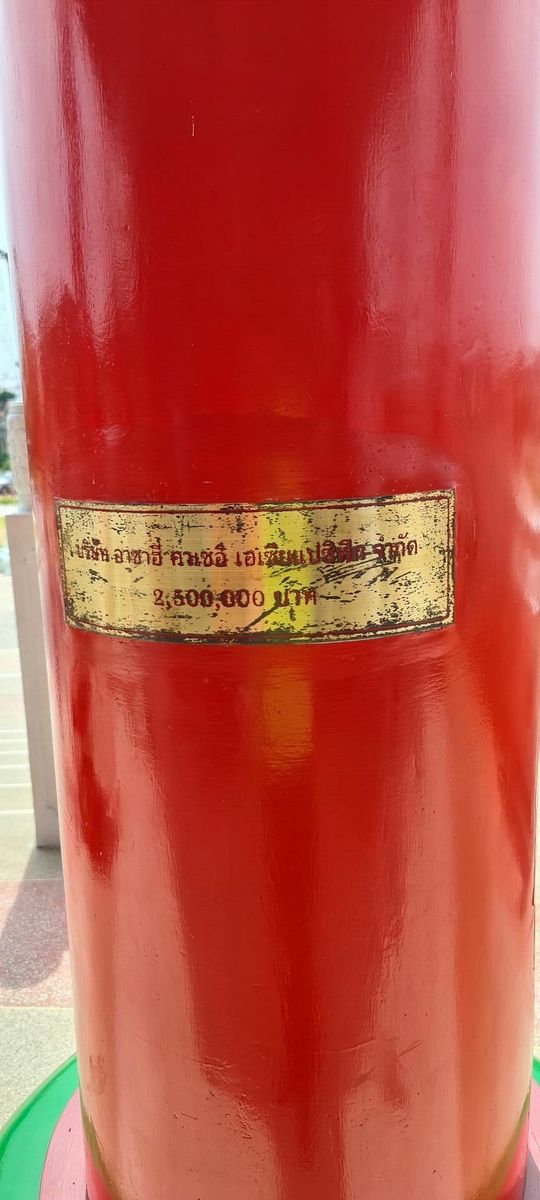 บริษัท อาซาฮี คาเซอิ เอเชียแปซิฟิก จำกัด
2,500,000 บาท